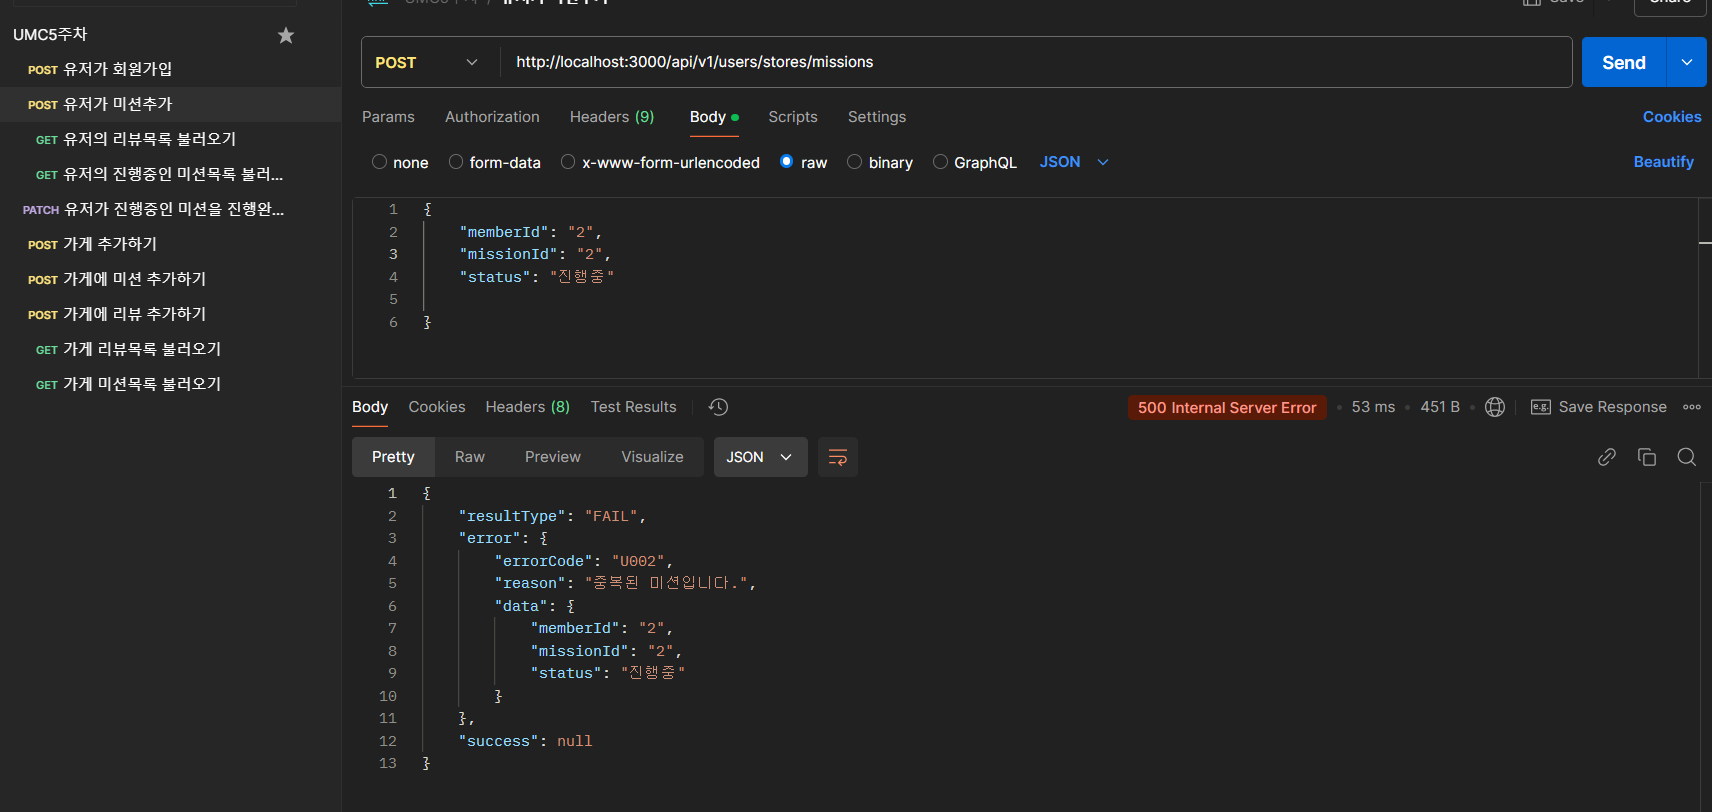 UMC5주차
POST 유저가 회원가입
POST 유저가 미션추가
GET 유저의 리뷰목록 불러오기
GET 유저의 진행중인 미션목록 불러...
PATCH 유저가 진행중인 미션을 진행완...
POST 가게 추가하기
POST 가게에 미션 추가하기
POST 가게에 리뷰 추가하기
GET 가게 리뷰목록 불러오기
GET 가게 미션목록 불러오기
Save
Share
POST http://localhost:3000/api/v1/users/stores/missions Send
Params Authorization Headers (9) Body Scripts Settings Cookies
none form-data x-www-form-urlencoded raw binary GraphQL JSON Beautify
1 {
2 "memberId": "2",
3 "missionId": "2",
4 "status": "진행중"
5
6 }
Body Cookies Headers (8) Test Results 500 Internal Server Error • 53 ms • 451 B • e.g. Save Response
Pretty Raw Preview Visualize JSON
1 {
2 "resultType": "FAIL",
3 "error": {
4 "errorCode": "U002",
5 "reason": "중복된 미션입니다.",
6 "data": {
7 "memberId": "2",
8 "missionId": "2",
9 "status": "진행중"
10 }
11 },
12 "success": null
13 }